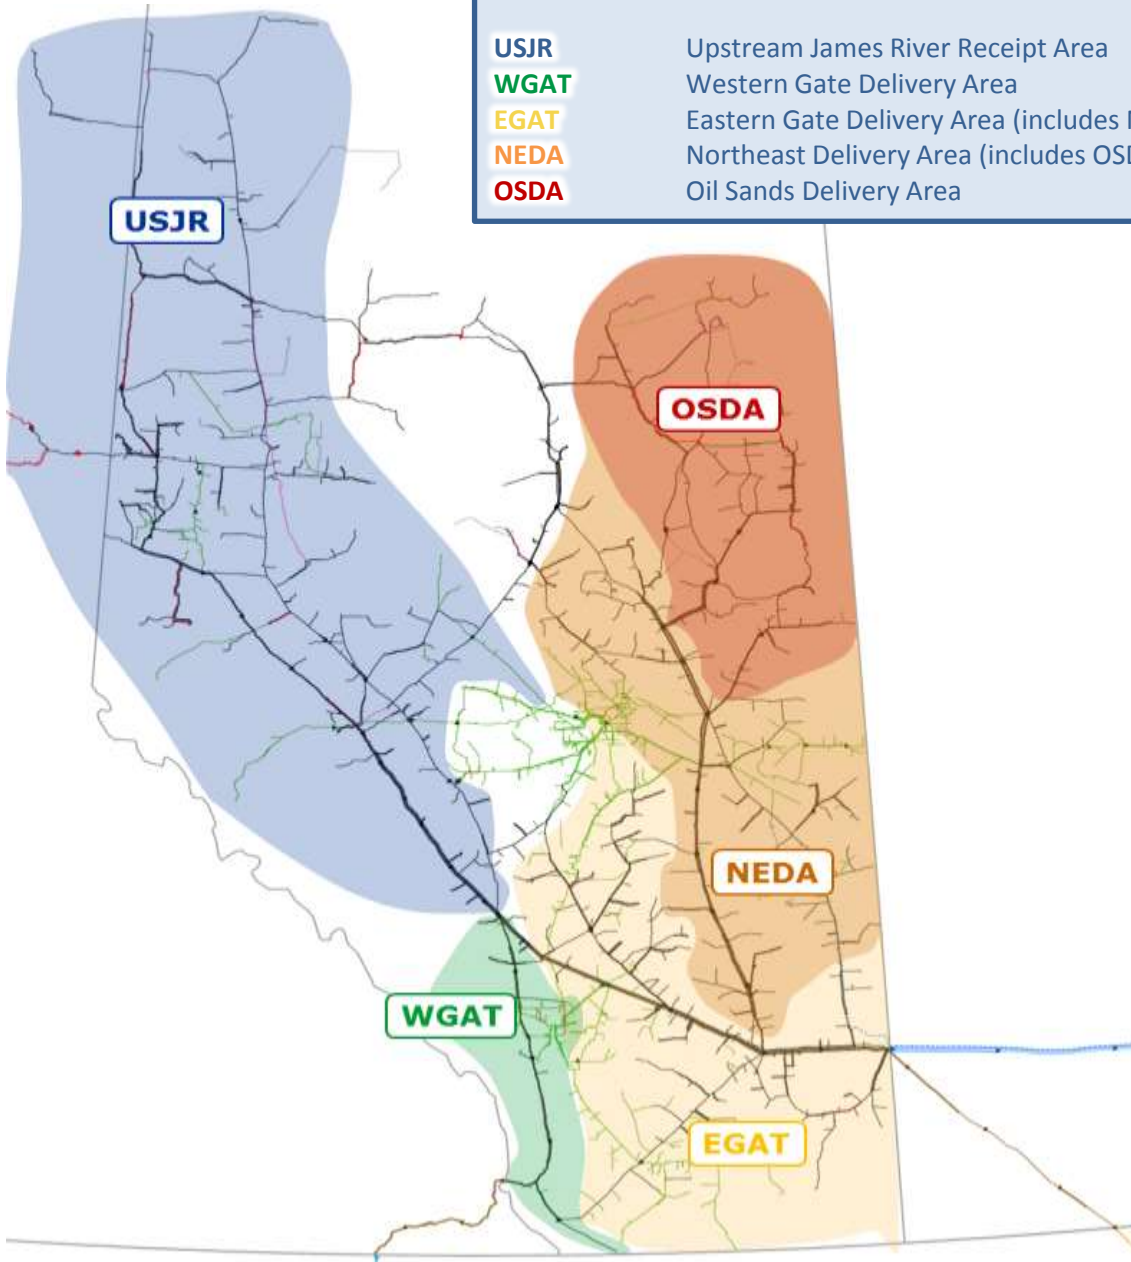 USJR Upstream James River Receipt Area
WGAT Western Gate Delivery Area
EGAT Eastern Gate Delivery Area (includes
NEDA Northeast Delivery Area (includes
OSDA Oil Sands Delivery Area
USJR
OSDA
NEDA
WGAT
EGAT